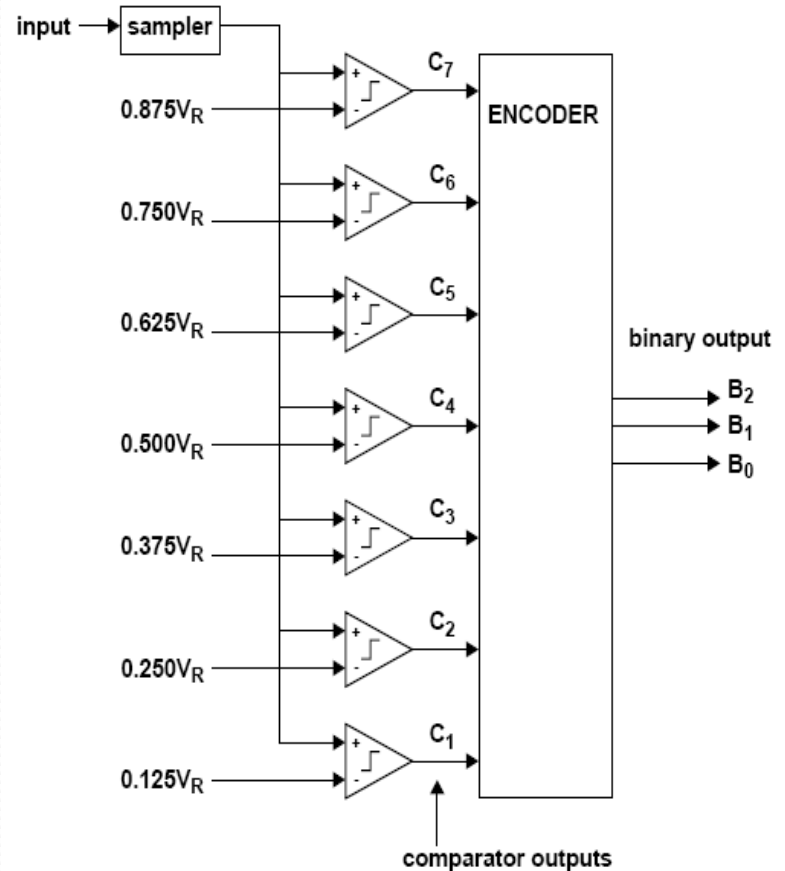 input
sampler
C7
0.875VR
ENCODER
C6
0.750VR
C5
0.625VR
binary output
C4
B2
B1
0.500VR
B0
C3
0.375VR
C2
0.250VR
C1
0.125VR
comparator outputs